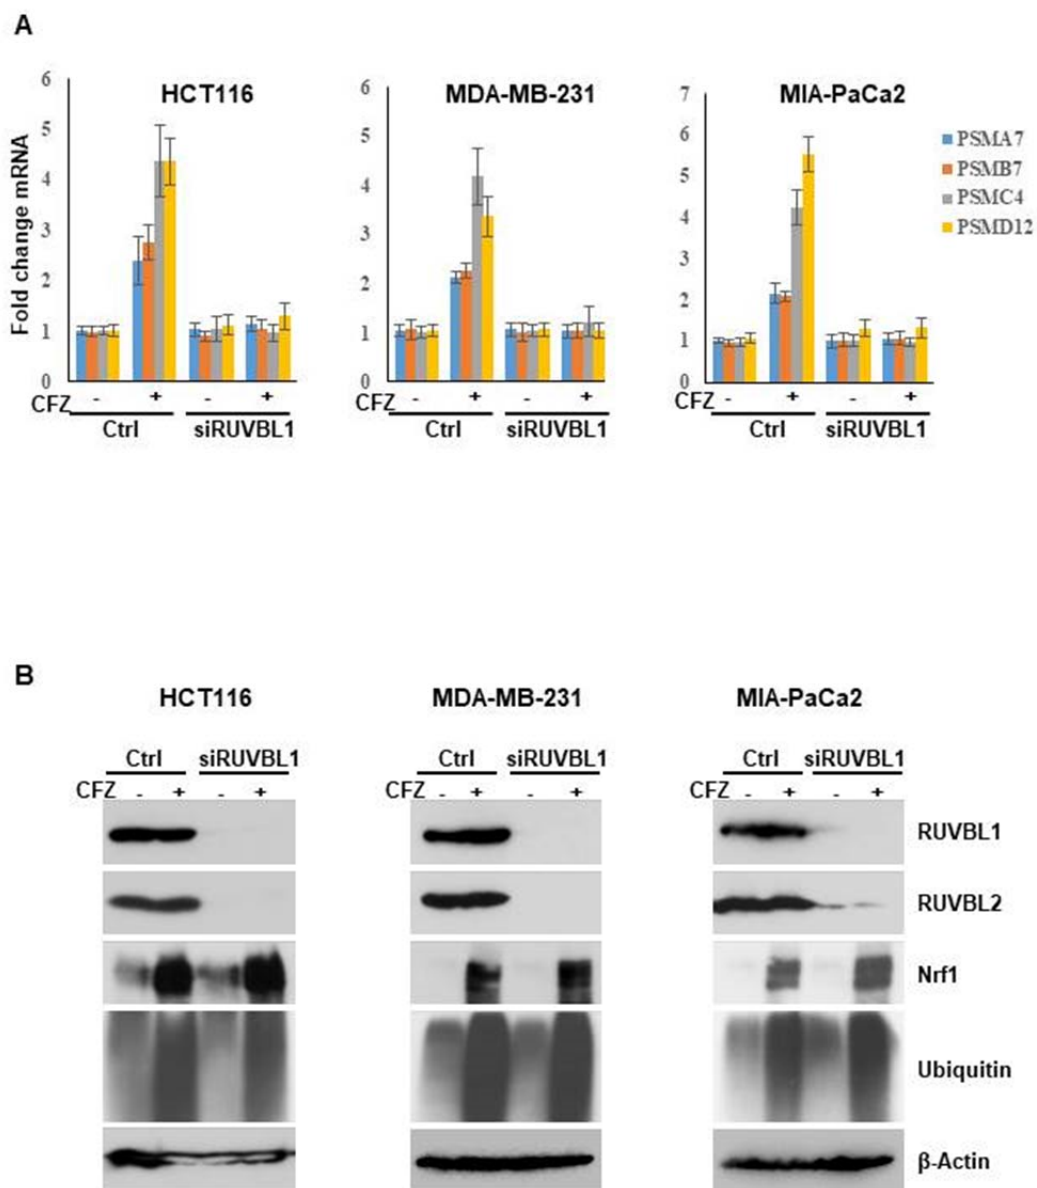 A
HCT116
MDA-MB-231
MIA-PaCa2
6
5
4
3
2
1
0
Fold change mRNA
6
5
4
3
2
1
0
7
6
5
4
3
2
1
0
PSMA7
PSMB7
PSMC4
PSMD12
CFZ - + - +
Ctrl siRUVBL1
CFZ - + - +
Ctrl siRUVBL1
CFZ - + - +
Ctrl siRUVBL1
B
HCT116
MDA-MB-231
MIA-PaCa2
Ctrl siRUVBL1
CFZ - + - +
Ctrl siRUVBL1
CFZ - + - +
Ctrl siRUVBL1
CFZ - + - +
RUVBL1
RUVBL2
Nrf1
Ubiquitin
β-Actin